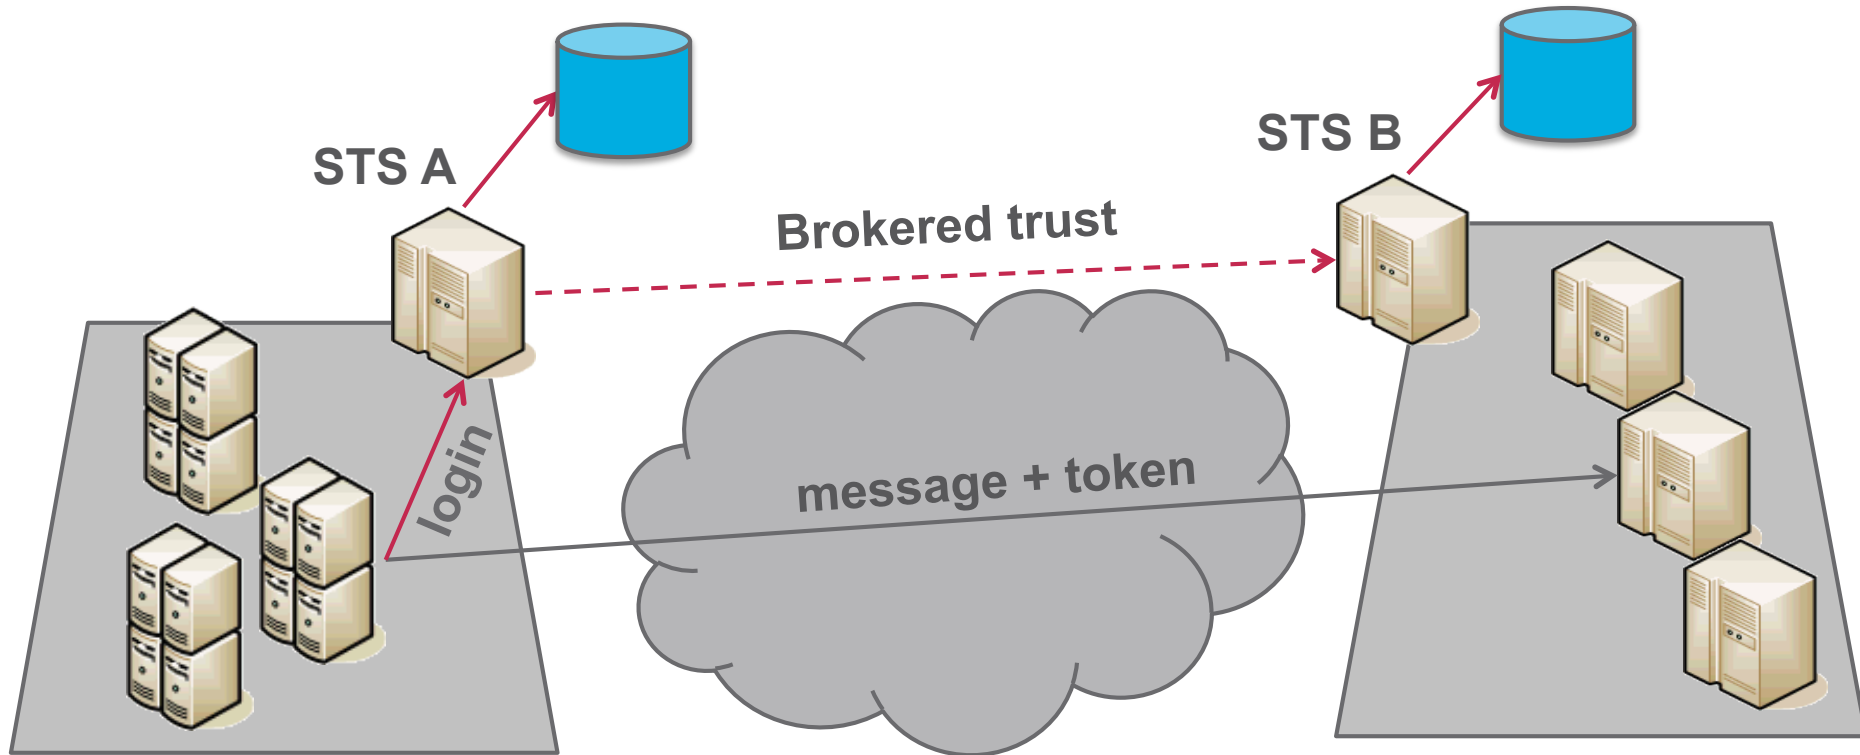 STS A
STS B
Brokered trust
login
message + token